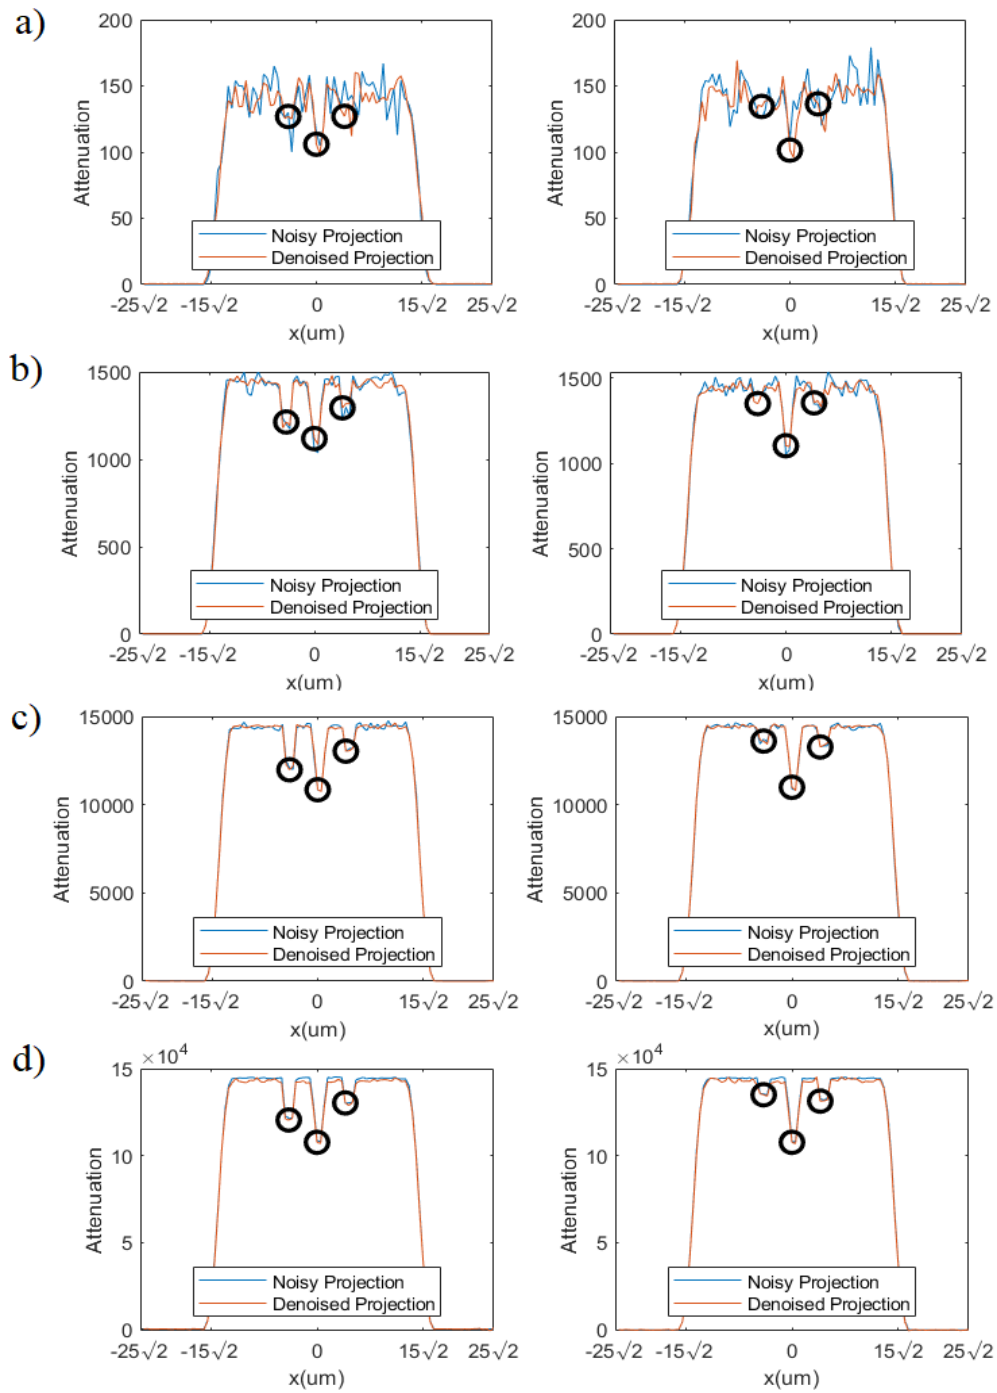 a)
200
150
100
50
0
Attenuation
Noisy Projection
Denoised Projection
-25√2 -15√2 0 15√2 25√2
x(um)
200
150
100
50
0
Attenuation
Noisy Projection
Denoised Projection
-25√2 -15√2 0 15√2 25√2
x(um)
b)
1500
1000
500
0
Attenuation
Noisy Projection
Denoised Projection
-25√2 -15√2 0 15√2 25√2
x(um)
1500
1000
500
0
Attenuation
Noisy Projection
Denoised Projection
-25√2 -15√2 0 15√2 25√2
x(um)
c)
15000
10000
5000
0
Attenuation
Noisy Projection
Denoised Projection
-25√2 -15√2 0 15√2 25√2
x(um)
15000
10000
5000
0
Attenuation
Noisy Projection
Denoised Projection
-25√2 -15√2 0 15√2 25√2
x(um)
d)
×10⁴
15
10
5
0
Attenuation
Noisy Projection
Denoised Projection
-25√2 -15√2 0 15√2 25√2
x(um)
×10⁴
15
10
5
0
Attenuation
Noisy Projection
Denoised Projection
-25√2 -15√2 0 15√2 25√2
x(um)